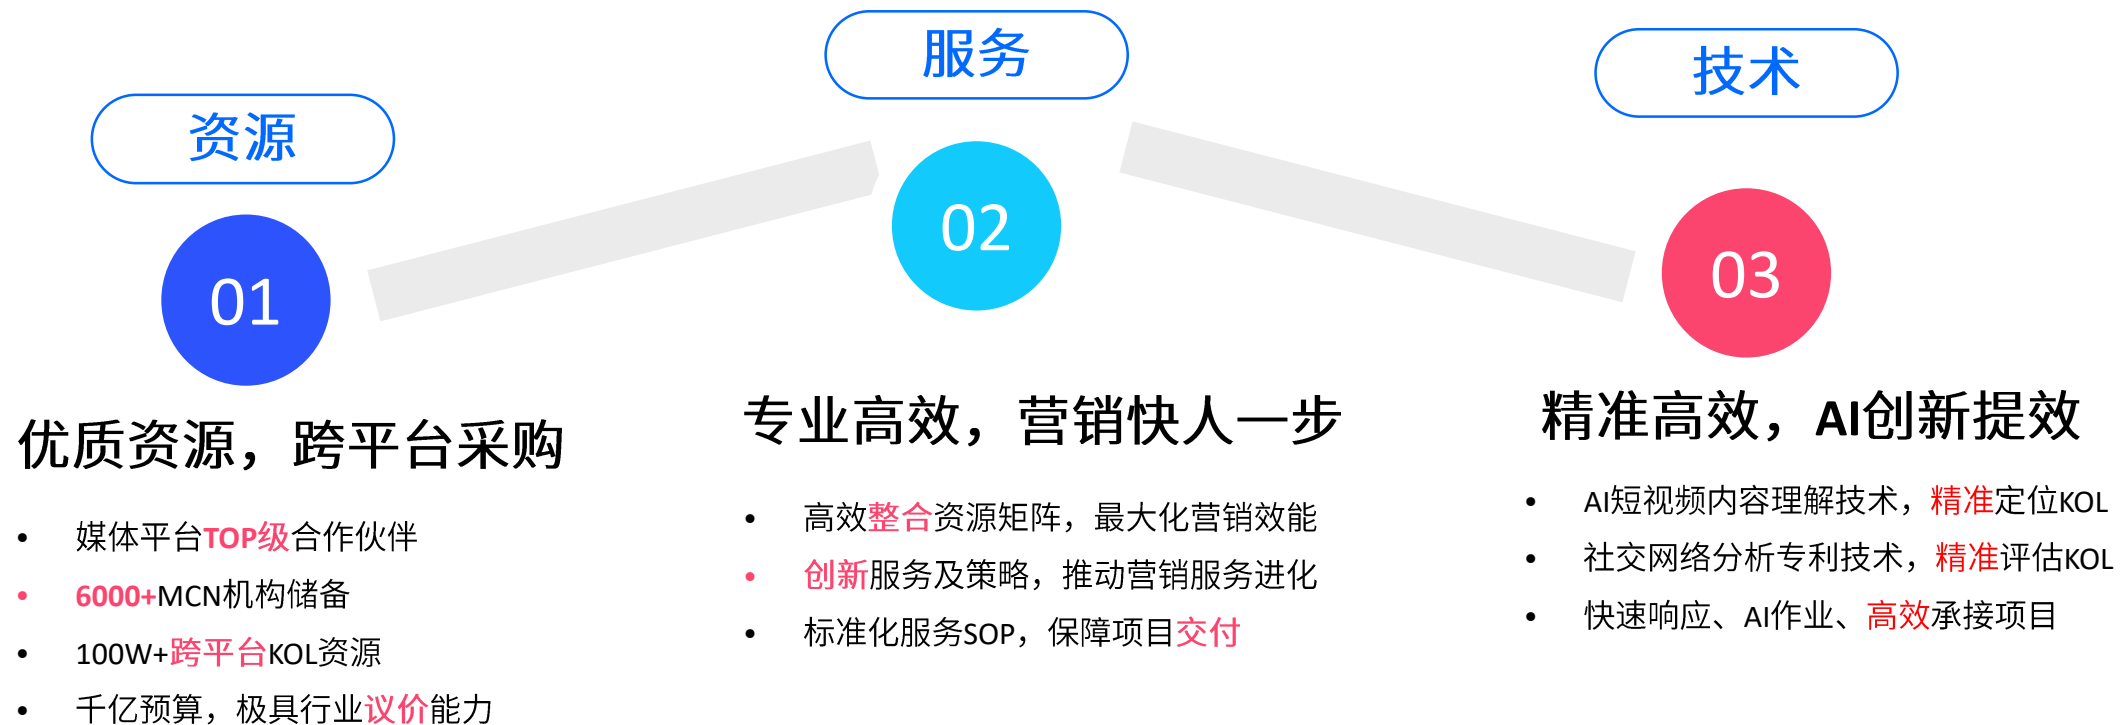 资源
01
优质资源，跨平台采购
• 媒体平台TOP级合作伙伴
• 6000+MCN机构储备
• 100W+跨平台KOL资源
• 千亿预算，极具行业议价能力
服务
02
专业高效，营销快人一步
• 高效整合资源矩阵，最大化营销效能
• 创新服务及策略，推动营销服务进化
• 标准化服务SOP，保障项目交付
技术
03
精准高效，AI创新提效
• AI短视频内容理解技术，精准定位KOL
• 社交网络分析专利技术，精准评估KOL
• 快速响应、AI作业、高效承接项目